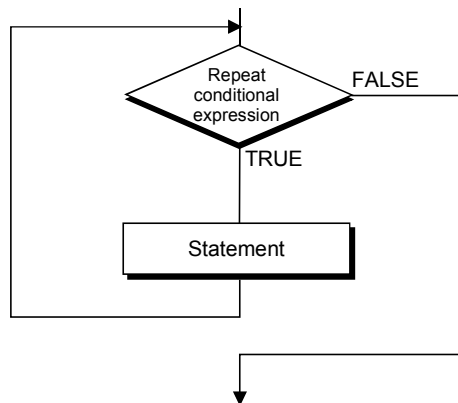 Repeat
conditional
expression
FALSE
TRUE
Statement